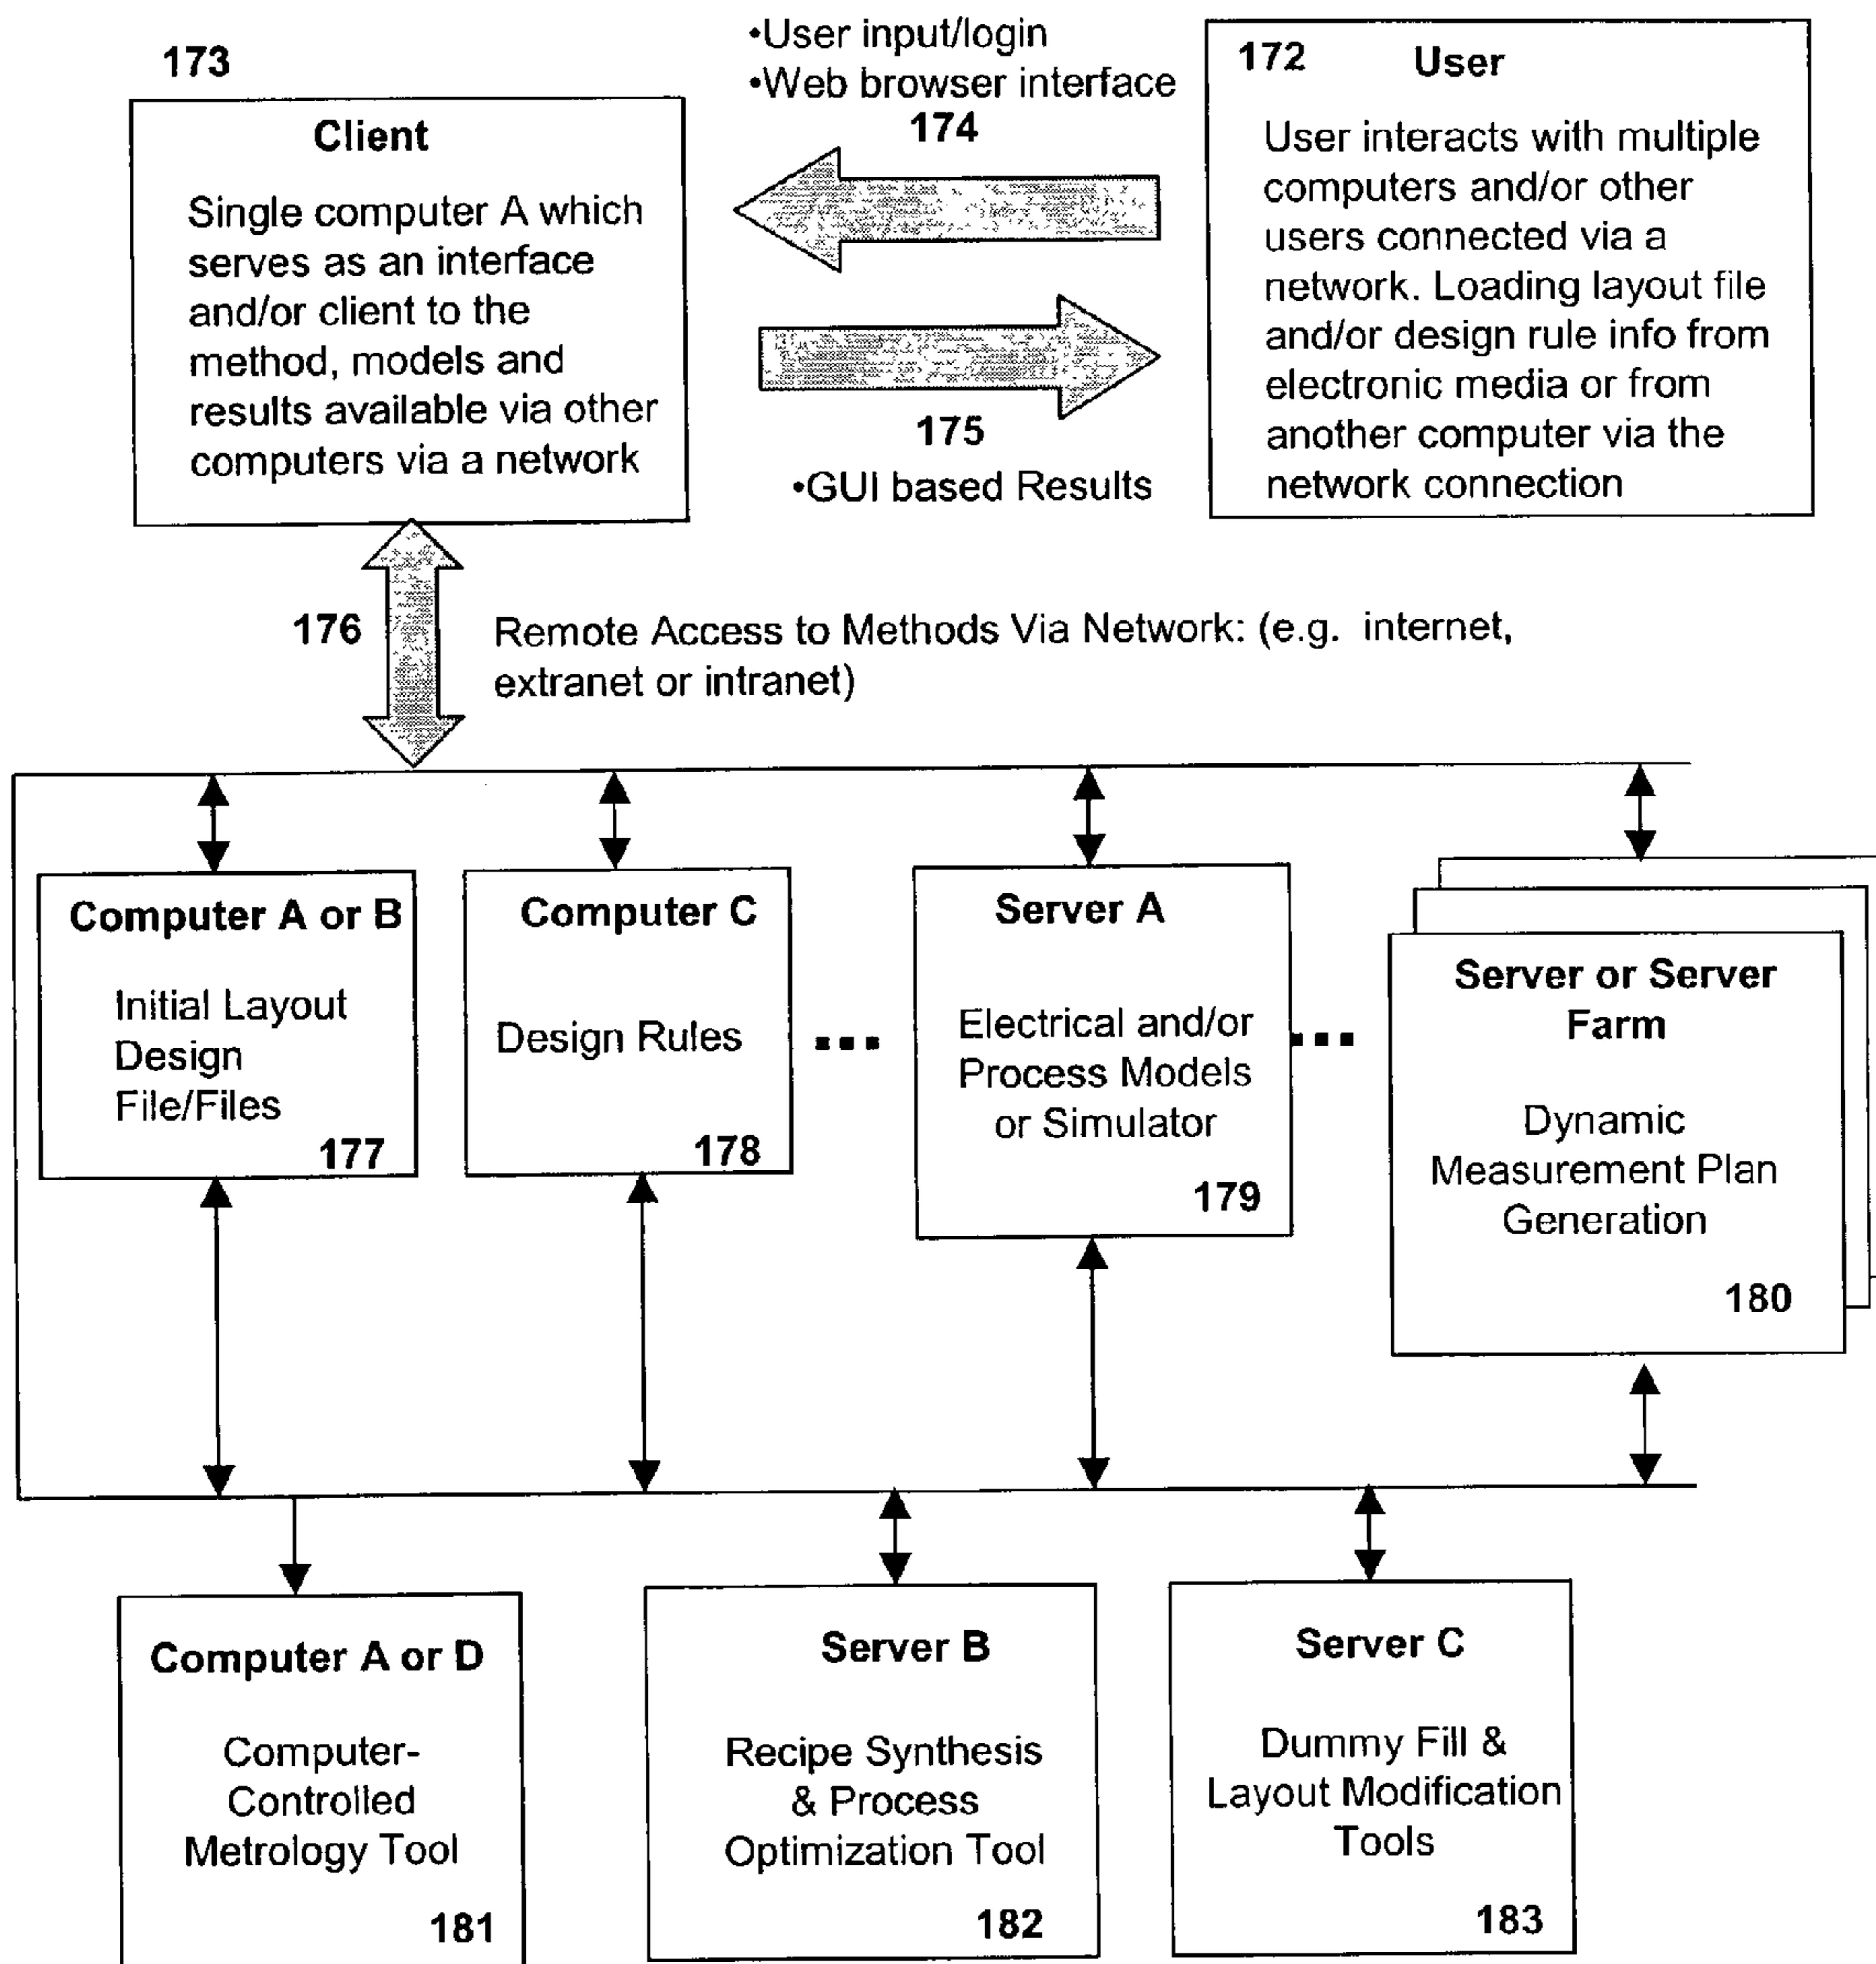 173
Client
Single computer A which
serves as an interface
and/or client to the
method, models and
results available via other
computers via a network
•User input/login
•Web browser interface
174
175
•GUI based Results
172 User
User interacts with multiple
computers and/or other
users connected via a
network. Loading layout file
and/or design rule info from
electronic media or from
another computer via the
network connection
176
Remote Access to Methods Via Network: (e.g. internet,
extranet or intranet)
Computer A or B
Initial Layout
Design
File/Files
177
Computer C
Design Rules
178
...
Server A
Electrical and/or
Process Models
or Simulator
179
...
Server or Server
Farm
Dynamic
Measurement Plan
Generation
180
Computer A or D
Computer-
Controlled
Metrology Tool
181
Server B
Recipe Synthesis
& Process
Optimization Tool
182
Server C
Dummy Fill &
Layout Modification
Tools
183